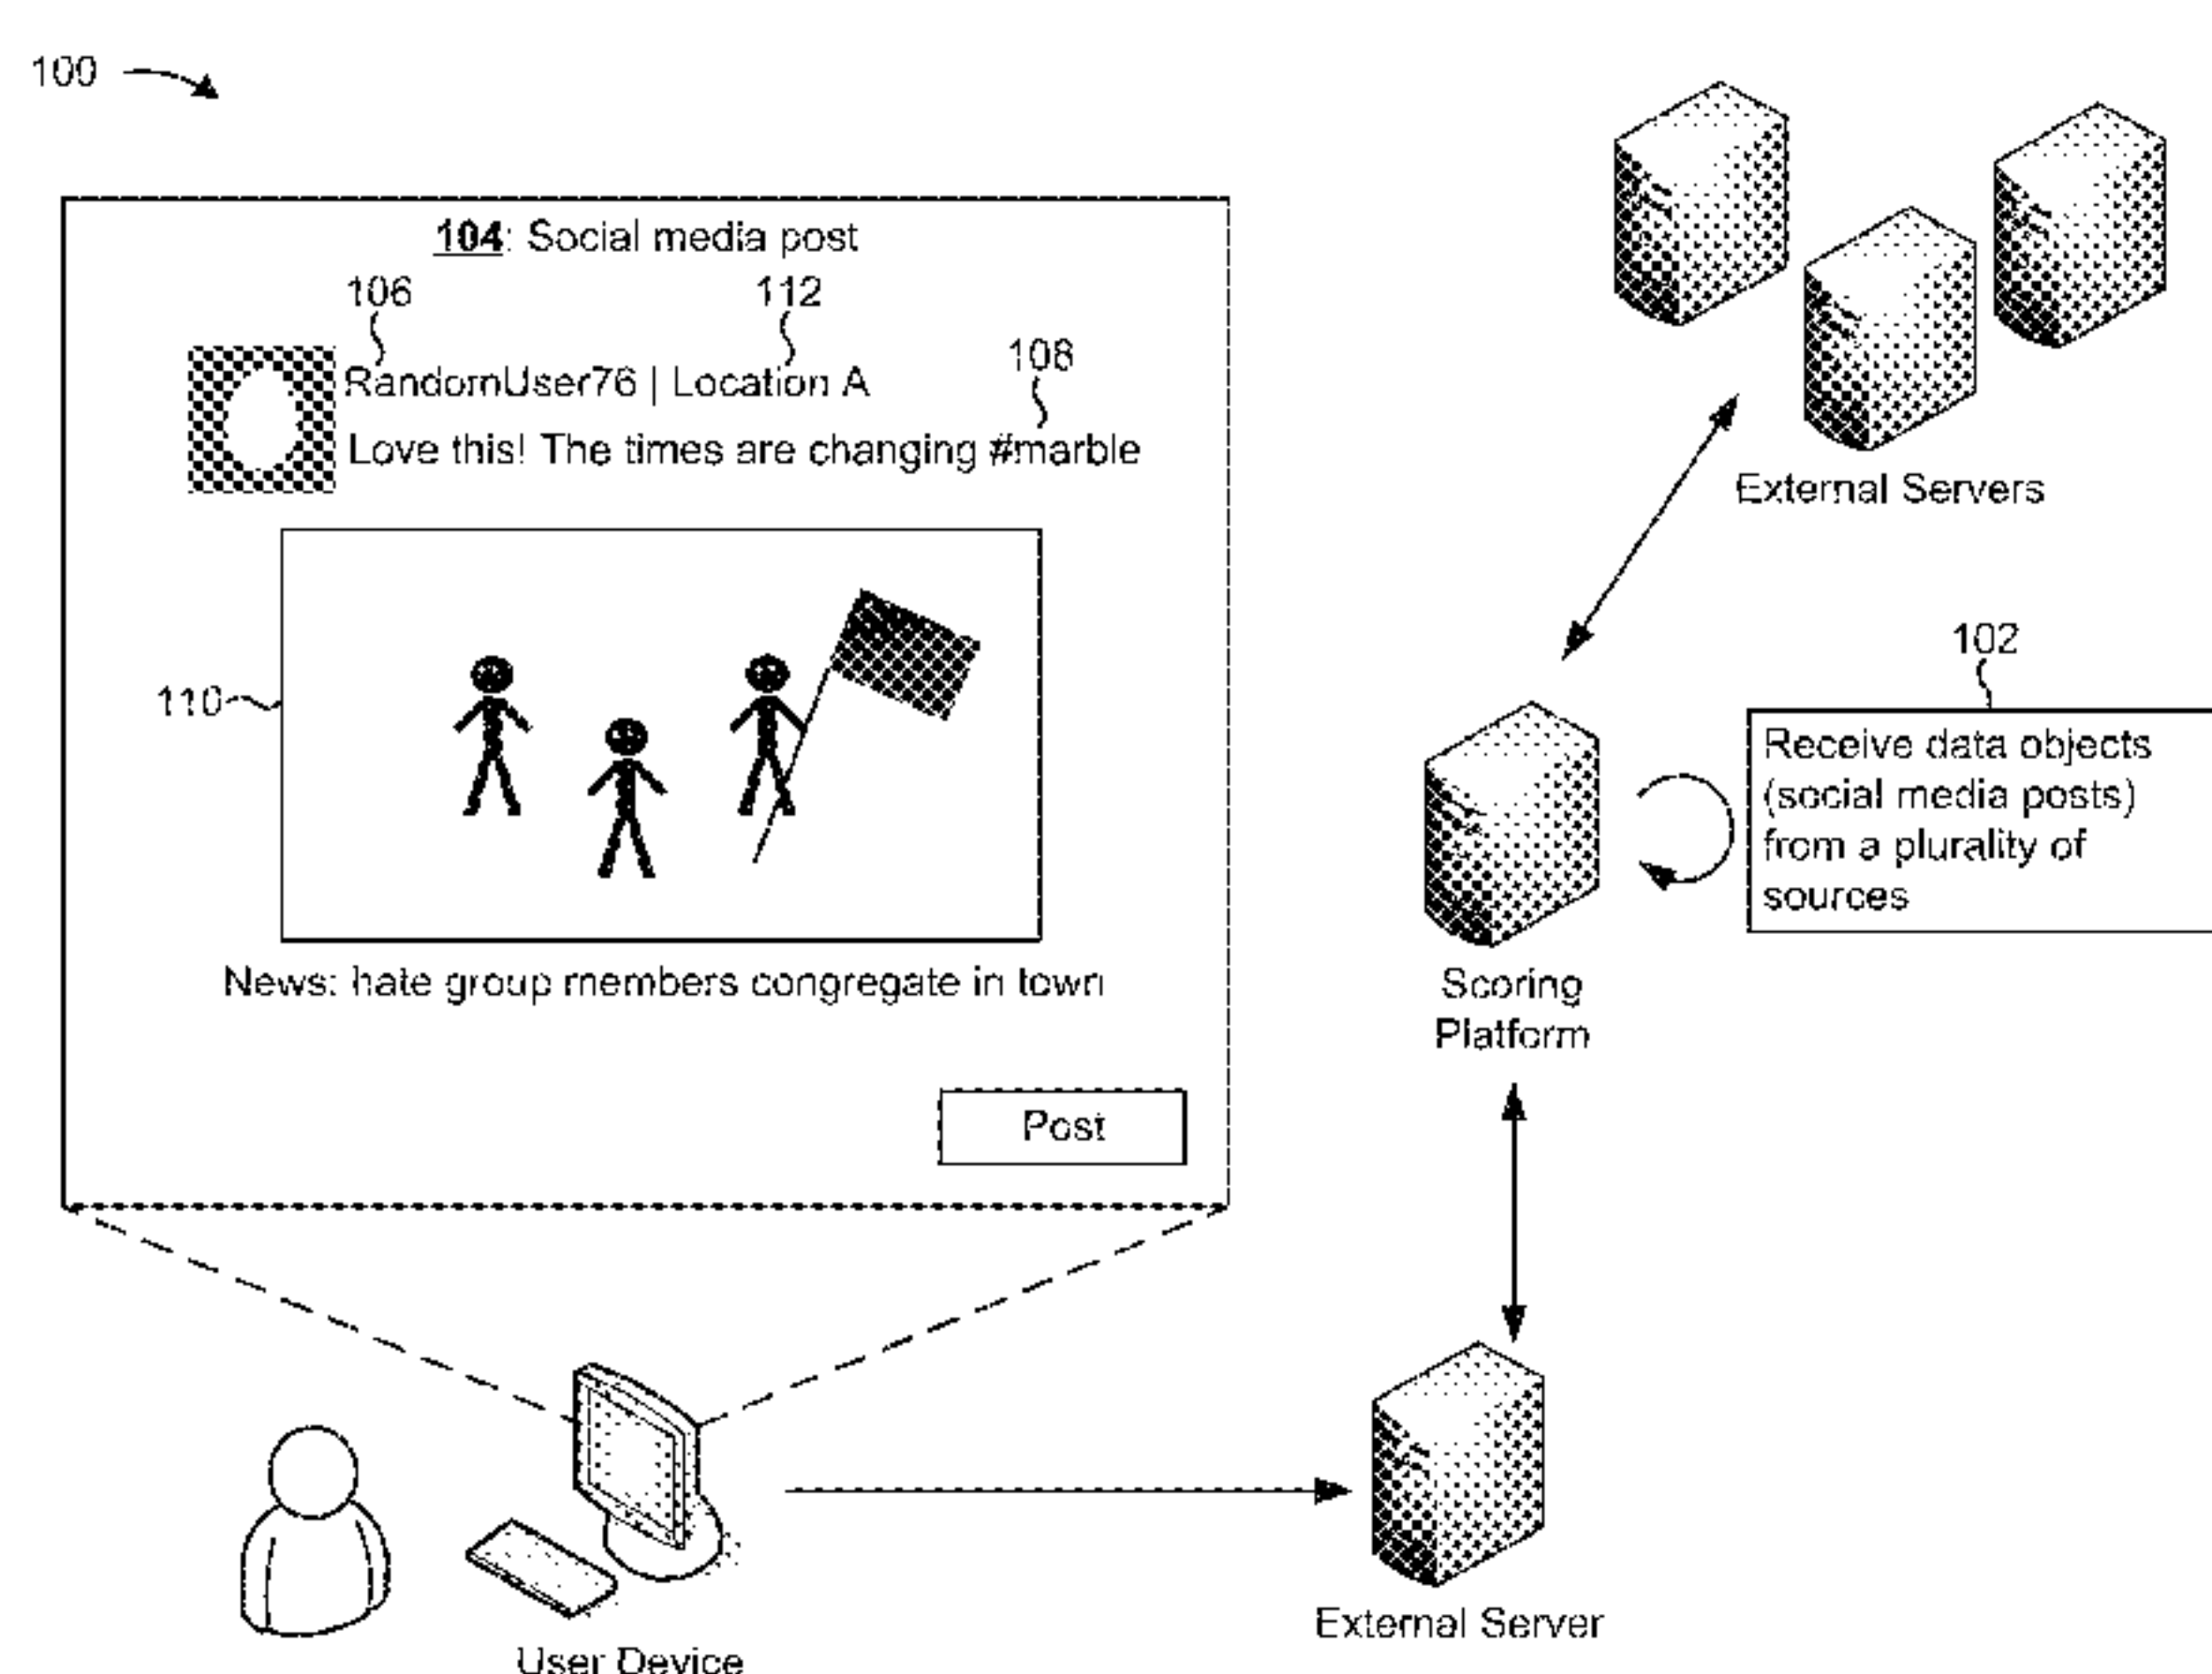 100
104: Social media post
106
112
108
RandomUser76 | Location A
Love this! The times are changing #marble
110
News: hate group members congregate in town
Post
User Device
External Servers
102
Receive data objects
(social media posts)
from a plurality of
sources
Scoring
Platform
External Server